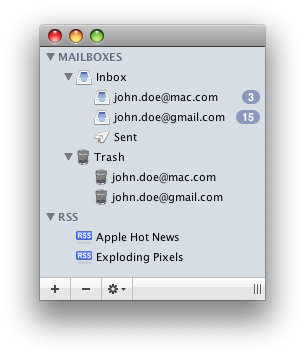 MAILBOXES
Inbox
john.doe@mac.com 3
john.doe@gmail.com 15
Sent
Trash
john.doe@mac.com
john.doe@gmail.com
RSS
RSS Apple Hot News
RSS Exploding Pixels